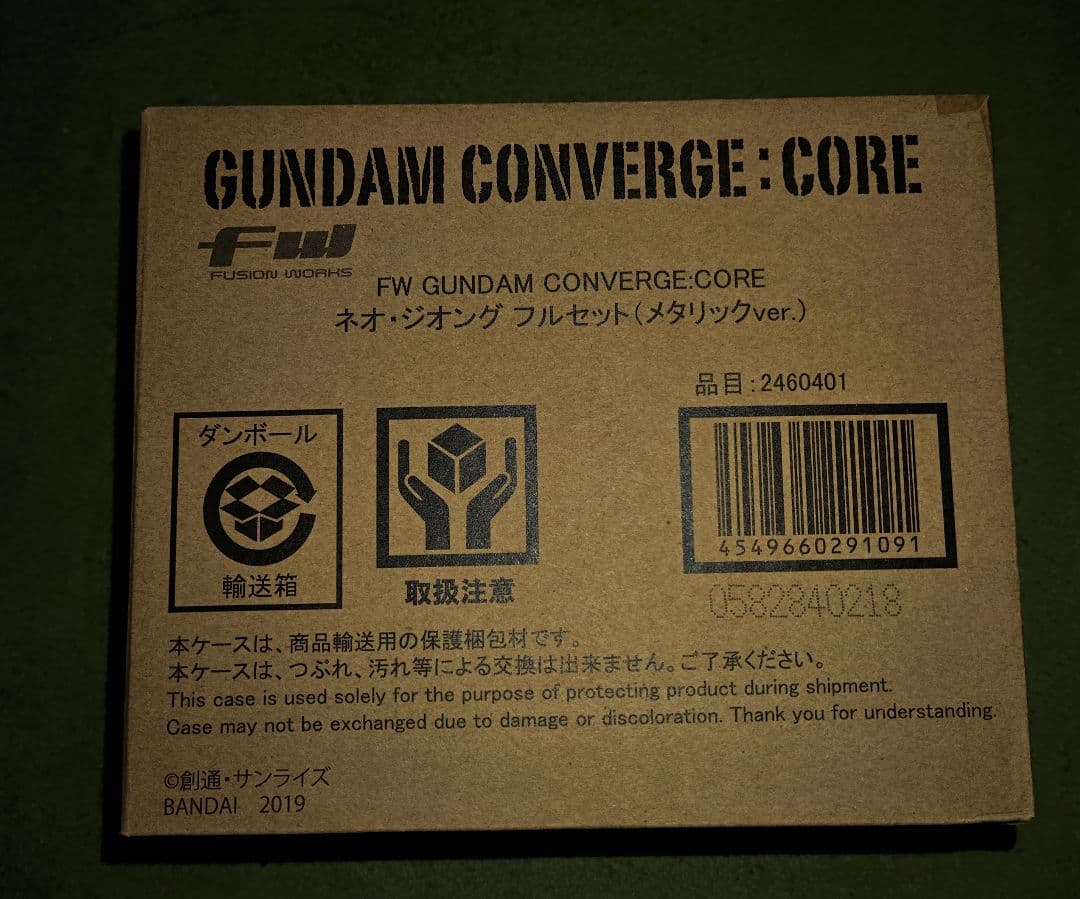 GUNDAM CONVERGE:CORE
FW
FUSION WORKS
FW GUNDAM CONVERGE:CORE
ネオ・ジオング フルセット(メタリックver.)
品目:2460401
ダンボール
輸送箱
取扱注意
4549660291091
0582840218
本ケースは、商品輸送用の保護梱包材です。
本ケースは、つぶれ、汚れ等による交換は出来ません。ご了承ください。
This case is used solely for the purpose of protecting product during shipment.
Case may not be exchanged due to damage or discoloration. Thank you for understanding.
©創通・サンライズ
BANDAI 2019